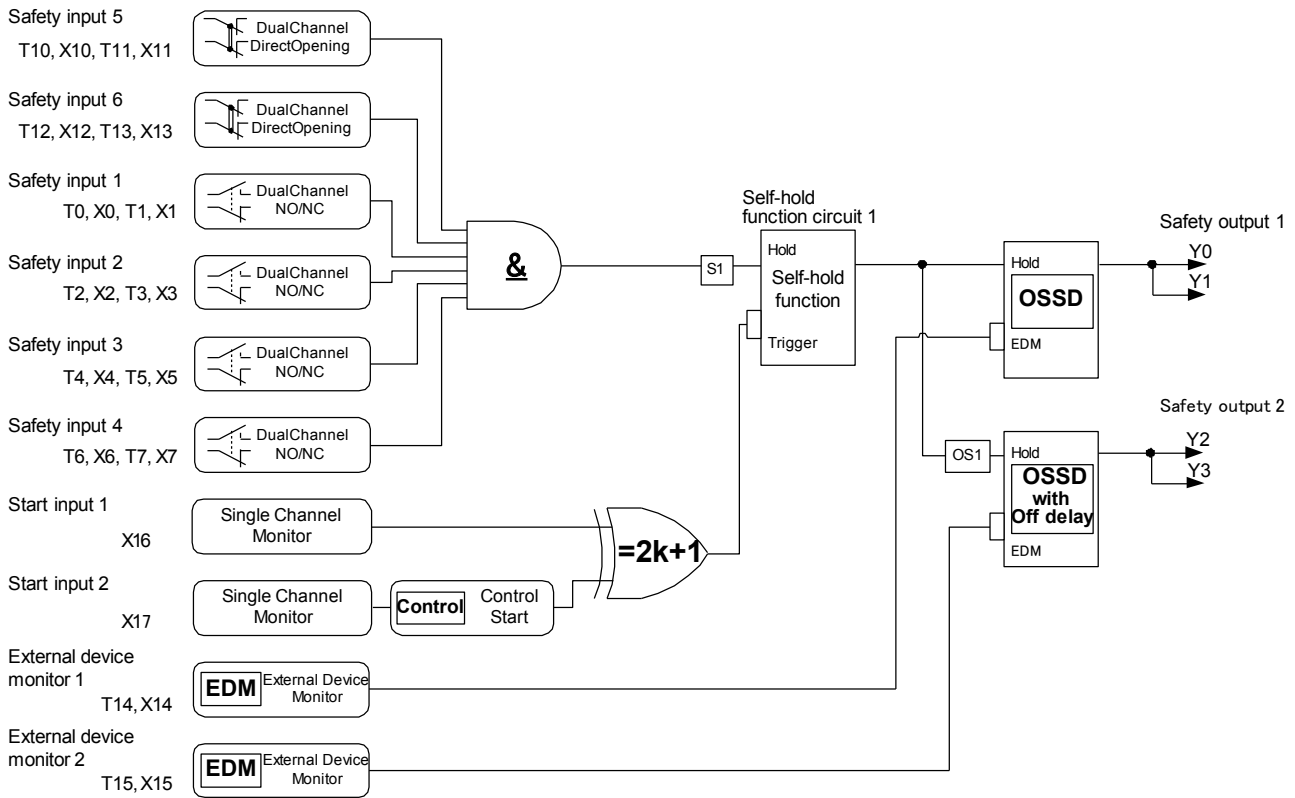 Safety input 5
T10, X10, T11, X11
DualChannel
DirectOpening
Safety input 6
T12, X12, T13, X13
DualChannel
DirectOpening
Safety input 1
T0, X0, T1, X1
DualChannel
NO/NC
Safety input 2
T2, X2, T3, X3
DualChannel
NO/NC
Safety input 3
T4, X4, T5, X5
DualChannel
NO/NC
Safety input 4
T6, X6, T7, X7
DualChannel
NO/NC
Start input 1
X16
Single Channel
Monitor
Start input 2
X17
Single Channel
Monitor
Control
Control
Start
External device
monitor 1
T14, X14
EDM
External Device
Monitor
External device
monitor 2
T15, X15
EDM
External Device
Monitor
&
=2k+1
S1
Self-hold
function circuit 1
Hold
Self-hold
function
Trigger
Hold
OSSD
EDM
Safety output 1
Y0
Y1
OS1
Hold
OSSD
with
Off delay
EDM
Safety output 2
Y2
Y3